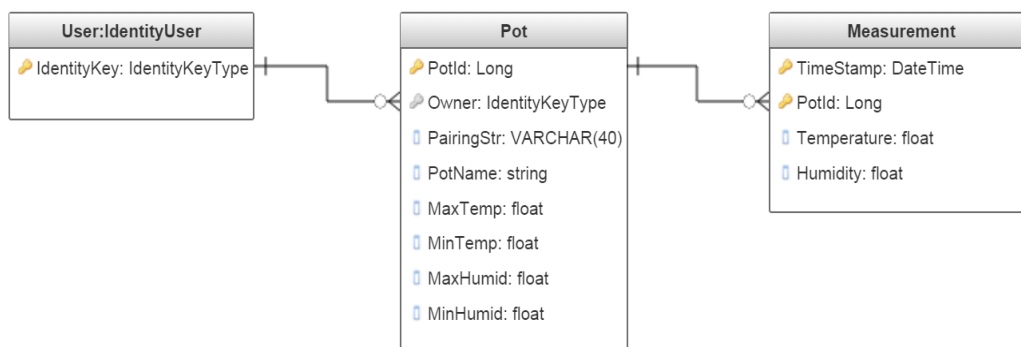 User:IdentityUser
IdentityKey: IdentityKeyType
Pot
PotId: Long
Owner: IdentityKeyType
PairingStr: VARCHAR(40)
PotName: string
MaxTemp: float
MinTemp: float
MaxHumid: float
MinHumid: float
Measurement
TimeStamp: DateTime
PotId: Long
Temperature: float
Humidity: float